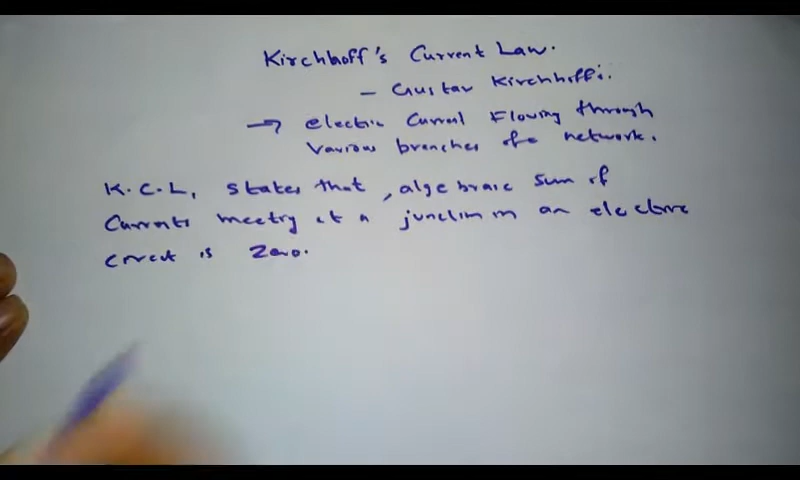 Kirchhoff's Current Law.
- Gustav Kirchhoff:.
→ electric Current Flowing through
Various branches of a network.
K.C.L, states that, algebraic sum of
Currents meeting at a junction in an electric
circuit is Zero.